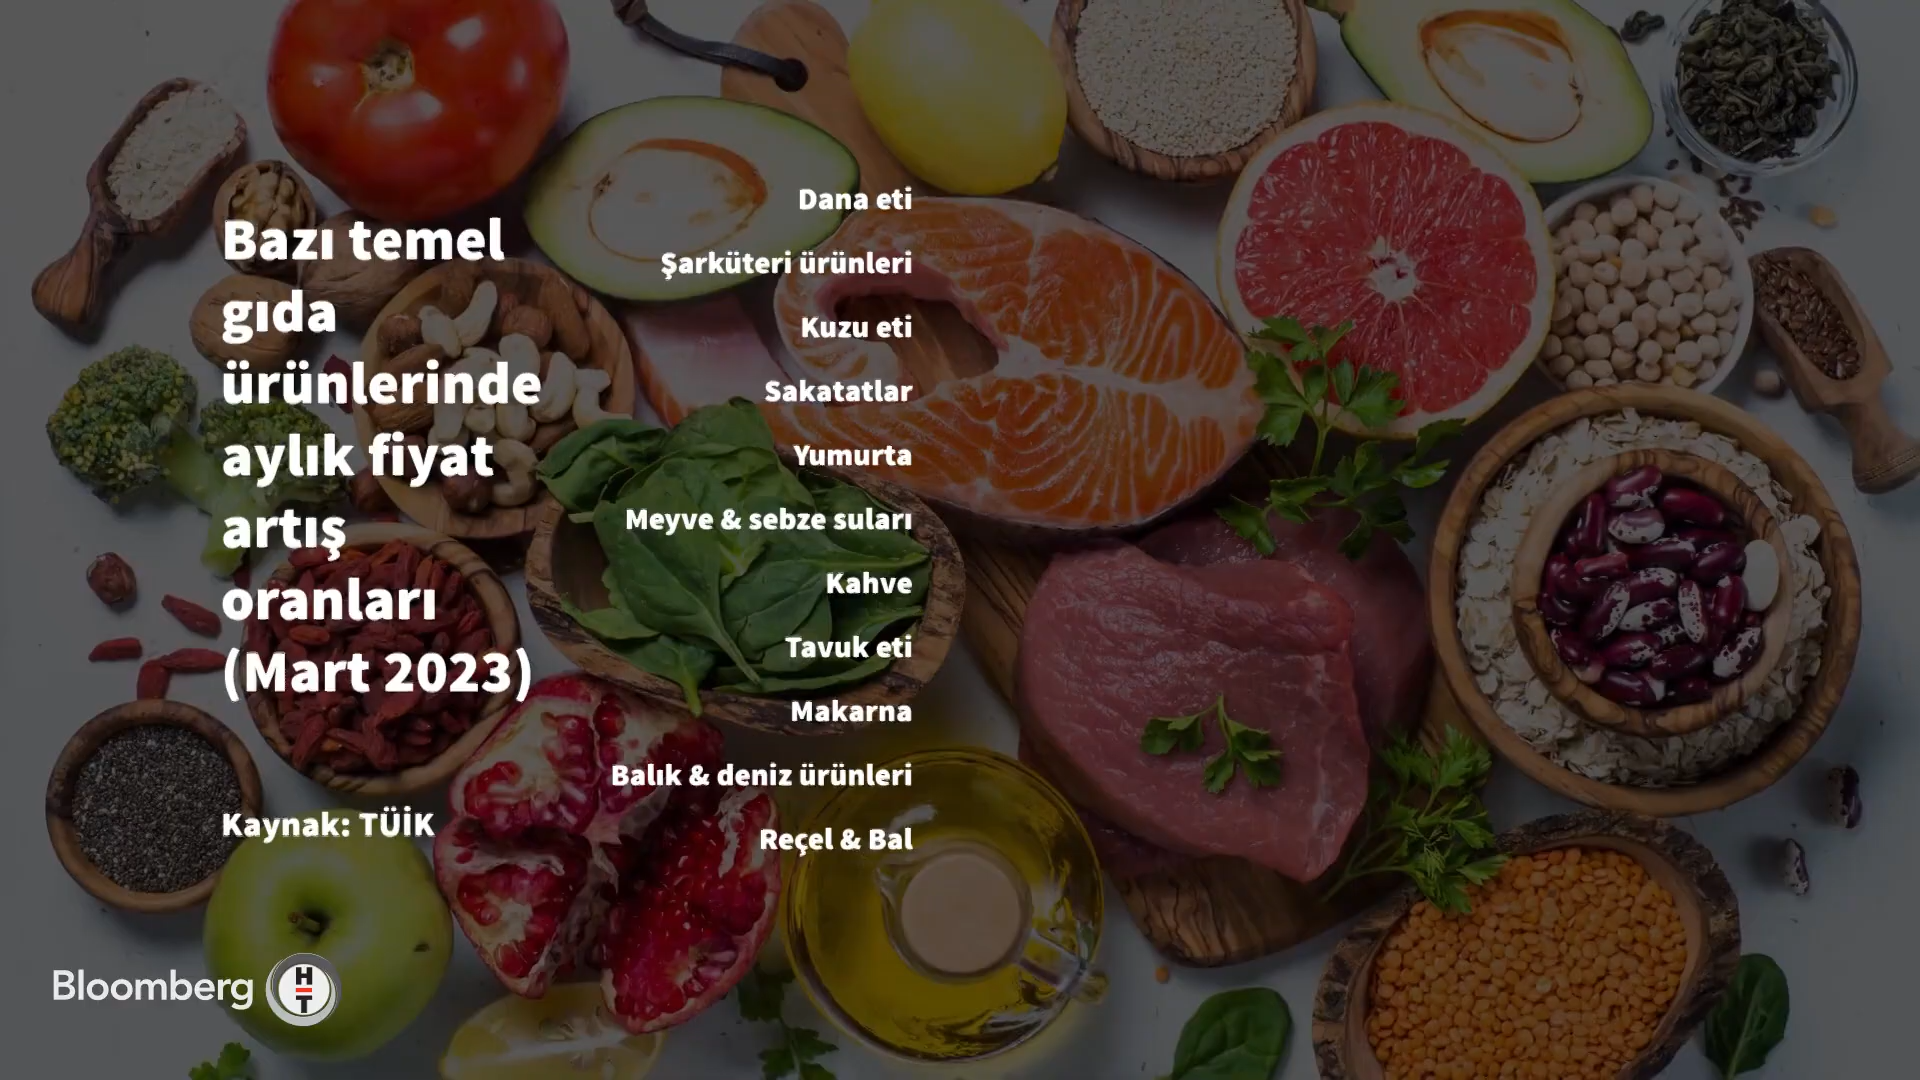 Bazı temel
gıda
ürünlerinde
aylık fiyat
artış
oranları
(Mart 2023)
Kaynak: TÜİK
Dana eti
Şarküteri ürünleri
Kuzu eti
Sakatatlar
Yumurta
Meyve & sebze suları
Kahve
Tavuk eti
Makarna
Balık & deniz ürünleri
Reçel & Bal
Bloomberg HT